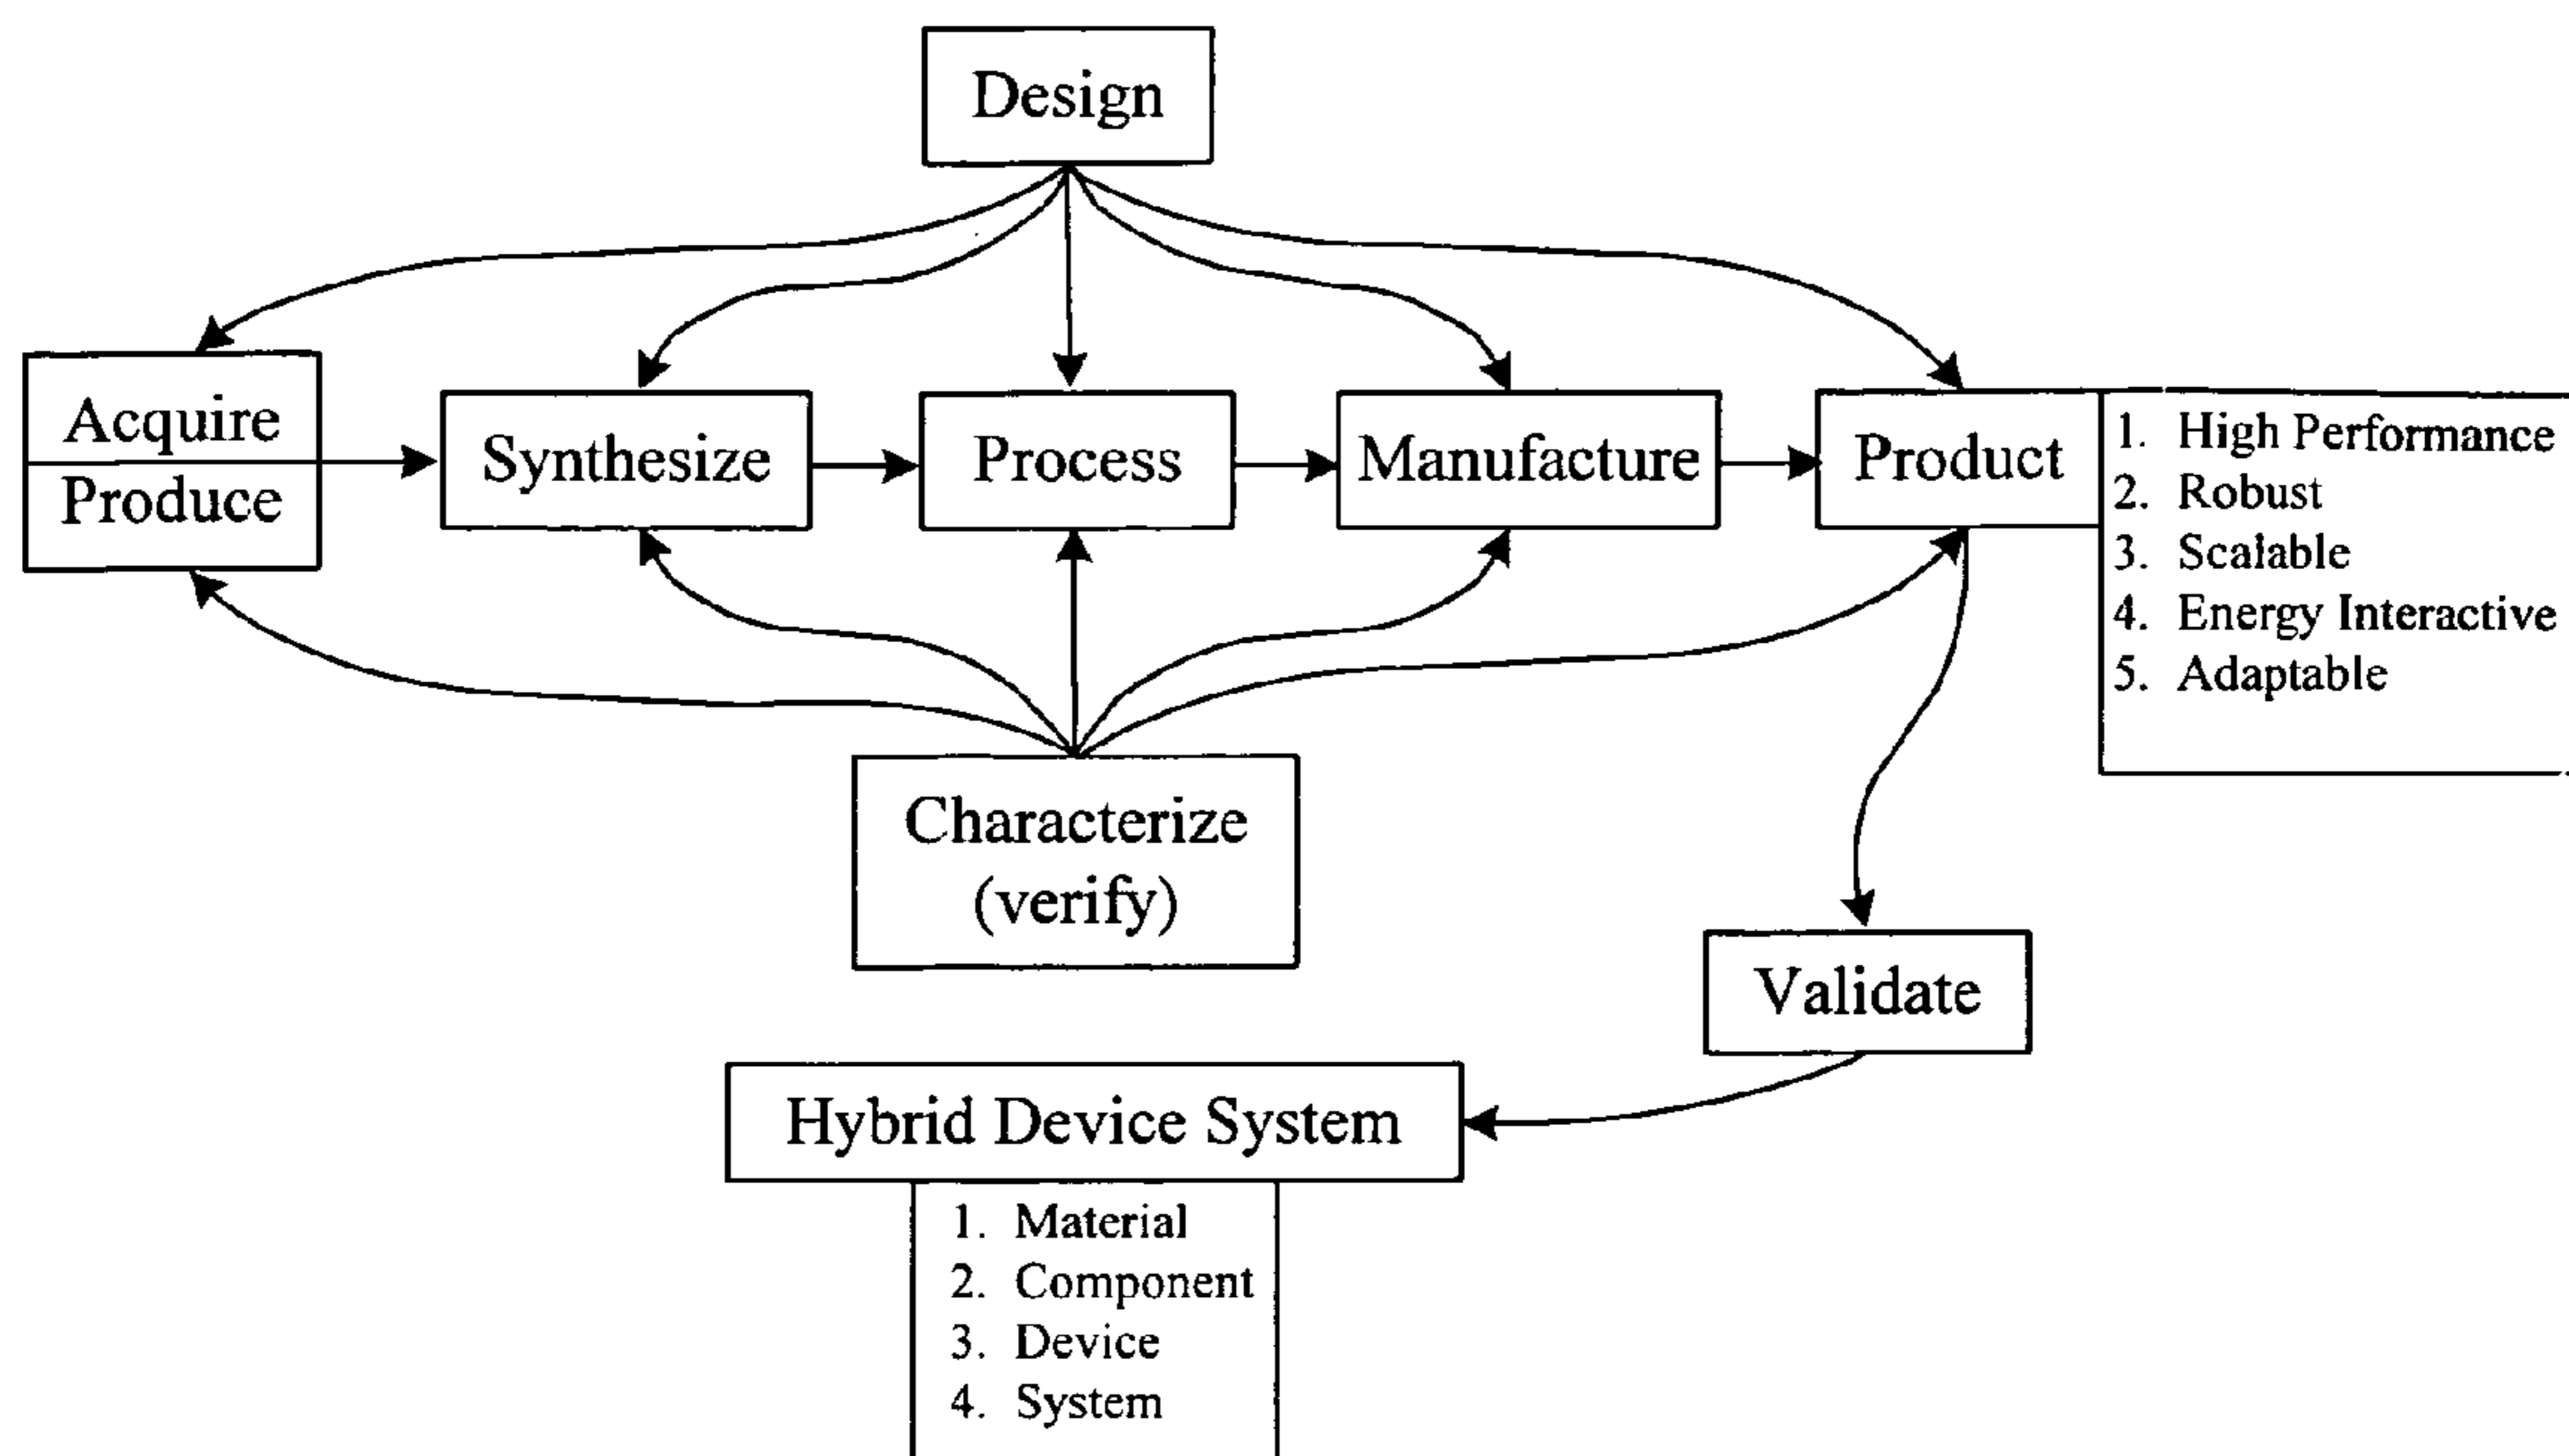 Design
Acquire
Produce
Synthesize
Process
Manufacture
Product
1. High Performance
2. Robust
3. Scalable
4. Energy Interactive
5. Adaptable
Characterize
(verify)
Validate
Hybrid Device System
1. Material
2. Component
3. Device
4. System